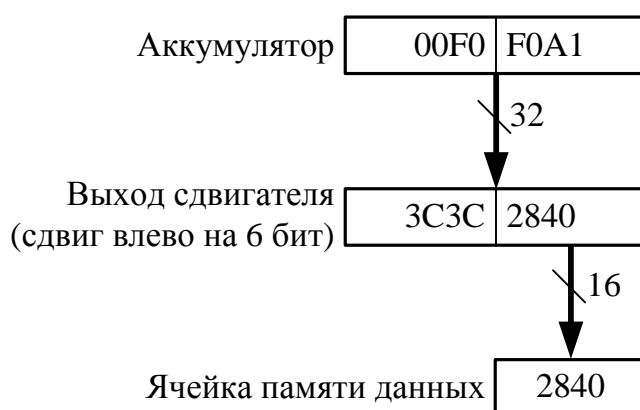 Аккумулятор 00F0 F0A1
32
Выход сдвигателя
(сдвиг влево на 6 бит) 3C3C 2840
16
Ячейка памяти данных 2840